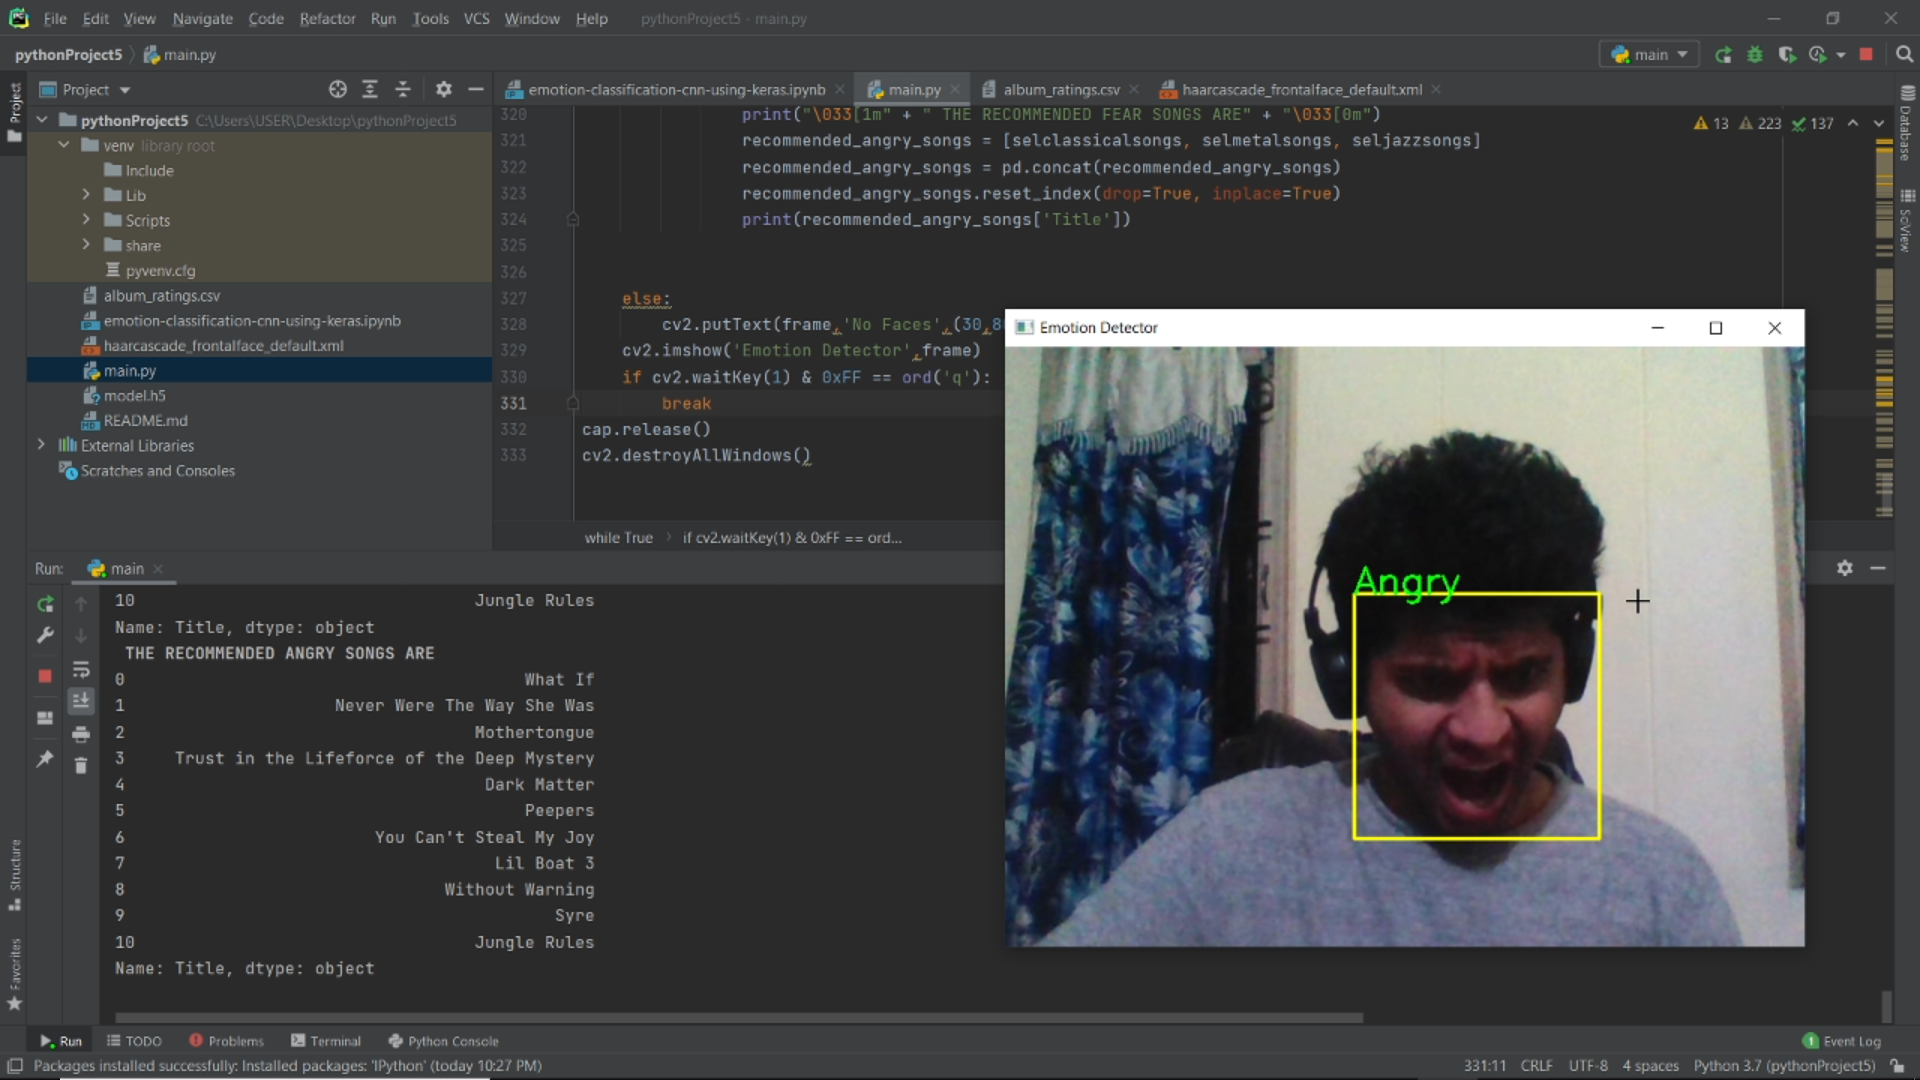 File Edit View Navigate Code Refactor Run Tools VCS Window Help pythonProject5 - main.py
pythonProject5 main.py main
Project
emotion-classification-cnn-using-keras.ipynb main.py album_ratings.csv haarcascade_frontalface_default.xml
Project
Database
SciView
pythonProject5 C:\Users\USER\Desktop\pythonProject5
venv library root
Include
Lib
Scripts
share
pyvenv.cfg
album_ratings.csv
emotion-classification-cnn-using-keras.ipynb
haarcascade_frontalface_default.xml
main.py
model.h5
README.md
External Libraries
Scratches and Consoles
13 223 137
320 print("\033[1m" + " THE RECOMMENDED FEAR SONGS ARE" + "\033[0m")
321 recommended_angry_songs = [selclassicalsongs, selmetalsongs, seljazzsongs]
322 recommended_angry_songs = pd.concat(recommended_angry_songs)
323 recommended_angry_songs.reset_index(drop=True, inplace=True)
324 print(recommended_angry_songs['Title'])
325
326
327 else:
328 cv2.putText(frame,'No Faces',(30,8
329 cv2.imshow('Emotion Detector',frame)
330 if cv2.waitKey(1) & 0xFF == ord('q'):
331 break
332 cap.release()
333 cv2.destroyAllWindows()
while True if cv2.waitKey(1) & 0xFF == ord...
Emotion Detector
Angry
Run: main
10 Jungle Rules
Name: Title, dtype: object
THE RECOMMENDED ANGRY SONGS ARE
0 What If
1 Never Were The Way She Was
2 Mothertongue
3 Trust in the Lifeforce of the Deep Mystery
4 Dark Matter
5 Peepers
6 You Can't Steal My Joy
7 Lil Boat 3
8 Without Warning
9 Syre
10 Jungle Rules
Name: Title, dtype: object
Structure
Favorites
Run TODO Problems Terminal Python Console 1 Event Log
Packages installed successfully: Installed packages: 'IPython' (today 10:27 PM) 331:11 CRLF UTF-8 4 spaces Python 3.7 (pythonProject5)